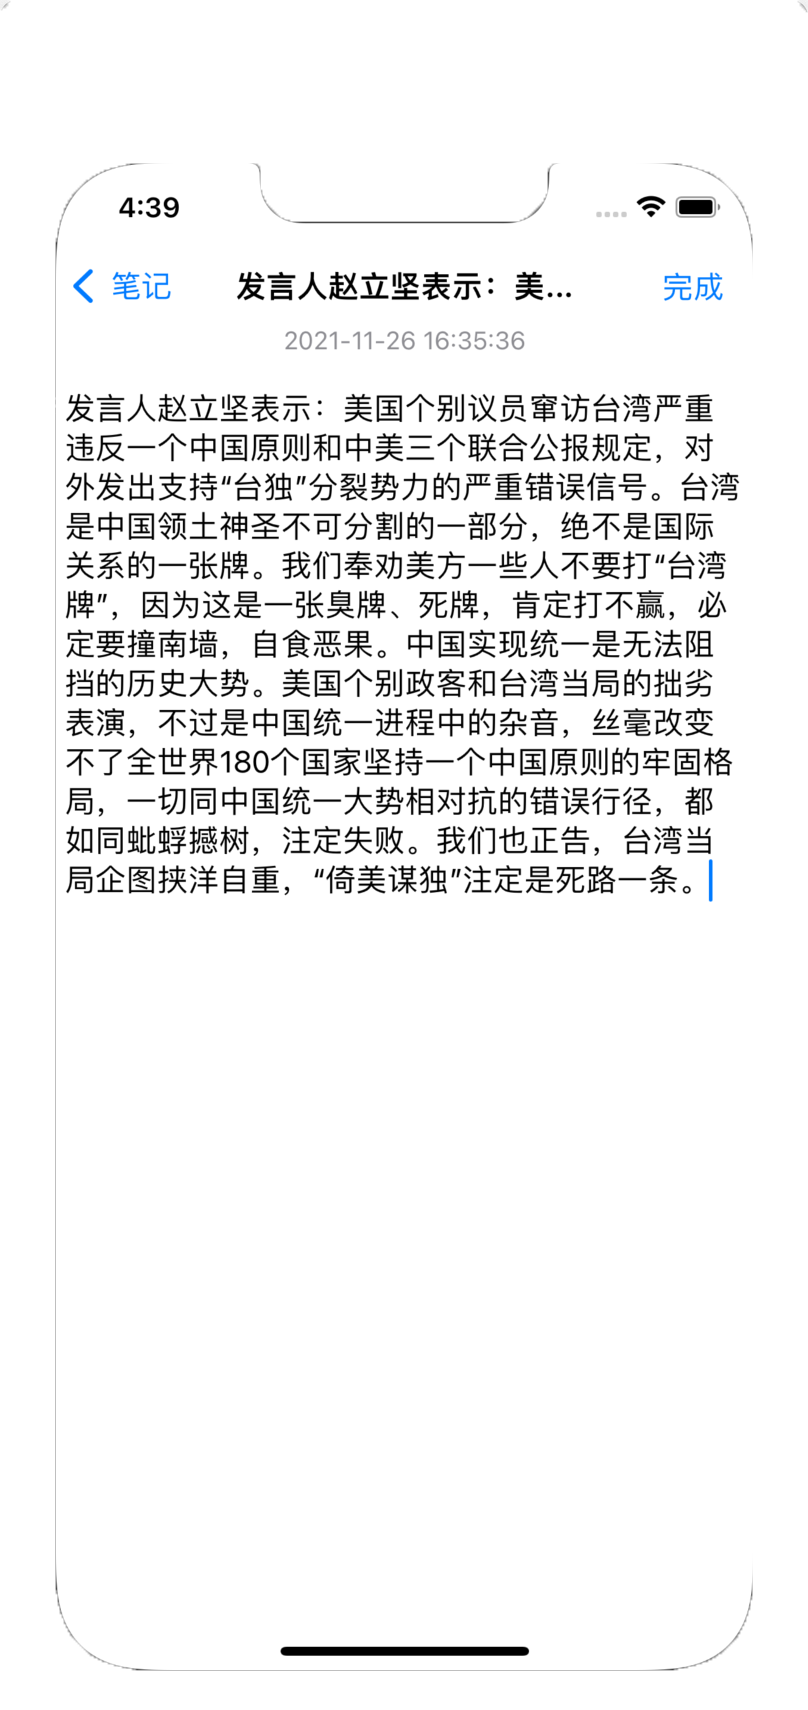 4:39
笔记
发言人赵立坚表示：美...
完成
2021-11-26 16:35:36
发言人赵立坚表示：美国个别议员窜访台湾严重
违反一个中国原则和中美三个联合公报规定，对
外发出支持“台独”分裂势力的严重错误信号。台湾
是中国领土神圣不可分割的一部分，绝不是国际
关系的一张牌。我们奉劝美方一些人不要打“台湾
牌”，因为这是一张臭牌、死牌，肯定打不赢，必
定要撞南墙，自食恶果。中国实现统一是无法阻
挡的历史大势。美国个别政客和台湾当局的拙劣
表演，不过是中国统一进程中的杂音，丝毫改变
不了全世界180个国家坚持一个中国原则的牢固格
局，一切同中国统一大势相对抗的错误行径，都
如同蚍蜉撼树，注定失败。我们也正告，台湾当
局企图挟洋自重，“倚美谋独”注定是死路一条。